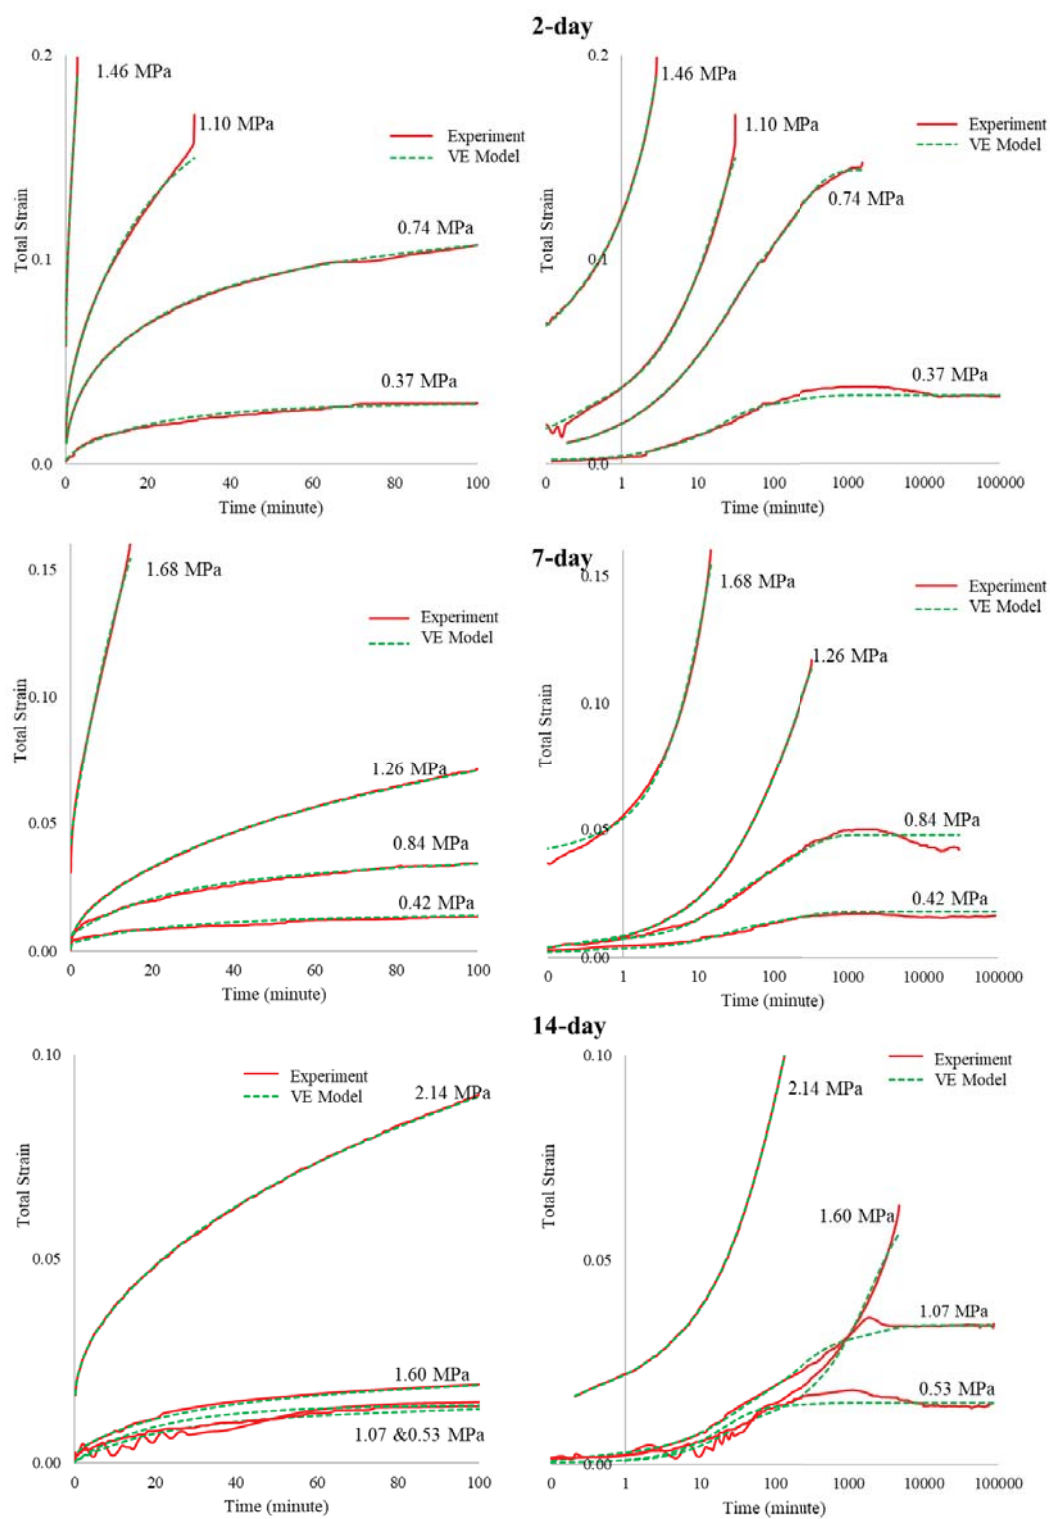 2-day
0.2
1.46 MPa
1.10 MPa
Experiment
VE Model
Total Strain
0.74 MPa
0.1
0.37 MPa
0.0
0
20
40
60
80
100
Time (minute)
0.2
1.46 MPa
1.10 MPa
Experiment
VE Model
0.74 MPa
Total Strain
0.1
0.37 MPa
0.0
0
1
10
100
1000
10000
100000
Time (minute)
7-day
0.15
1.68 MPa
Experiment
VE Model
Total Strain
0.10
1.26 MPa
0.05
0.84 MPa
0.42 MPa
0.00
0
20
40
60
80
100
Time (minute)
0.15
1.68 MPa
Experiment
VE Model
1.26 MPa
Total Strain
0.10
0.05
0.84 MPa
0.42 MPa
0.00
0
1
10
100
1000
10000
100000
Time (minute)
14-day
0.10
Experiment
VE Model
2.14 MPa
Total Strain
0.05
1.60 MPa
1.07 &0.53 MPa
0.00
0
20
40
60
80
100
Time (minute)
0.10
Experiment
VE Model
2.14 MPa
Total Strain
1.60 MPa
0.05
1.07 MPa
0.53 MPa
0.00
0
1
10
100
1000
10000
100000
Time (minute)